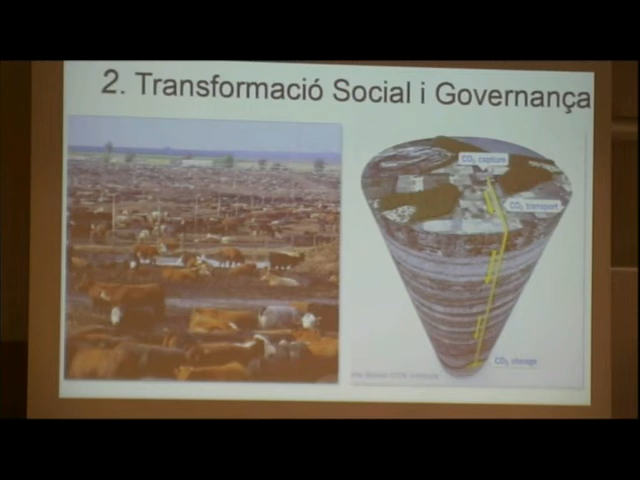 2. Transformació Social i Governança
CO₂ capture
CO₂ transport
CO₂ storage